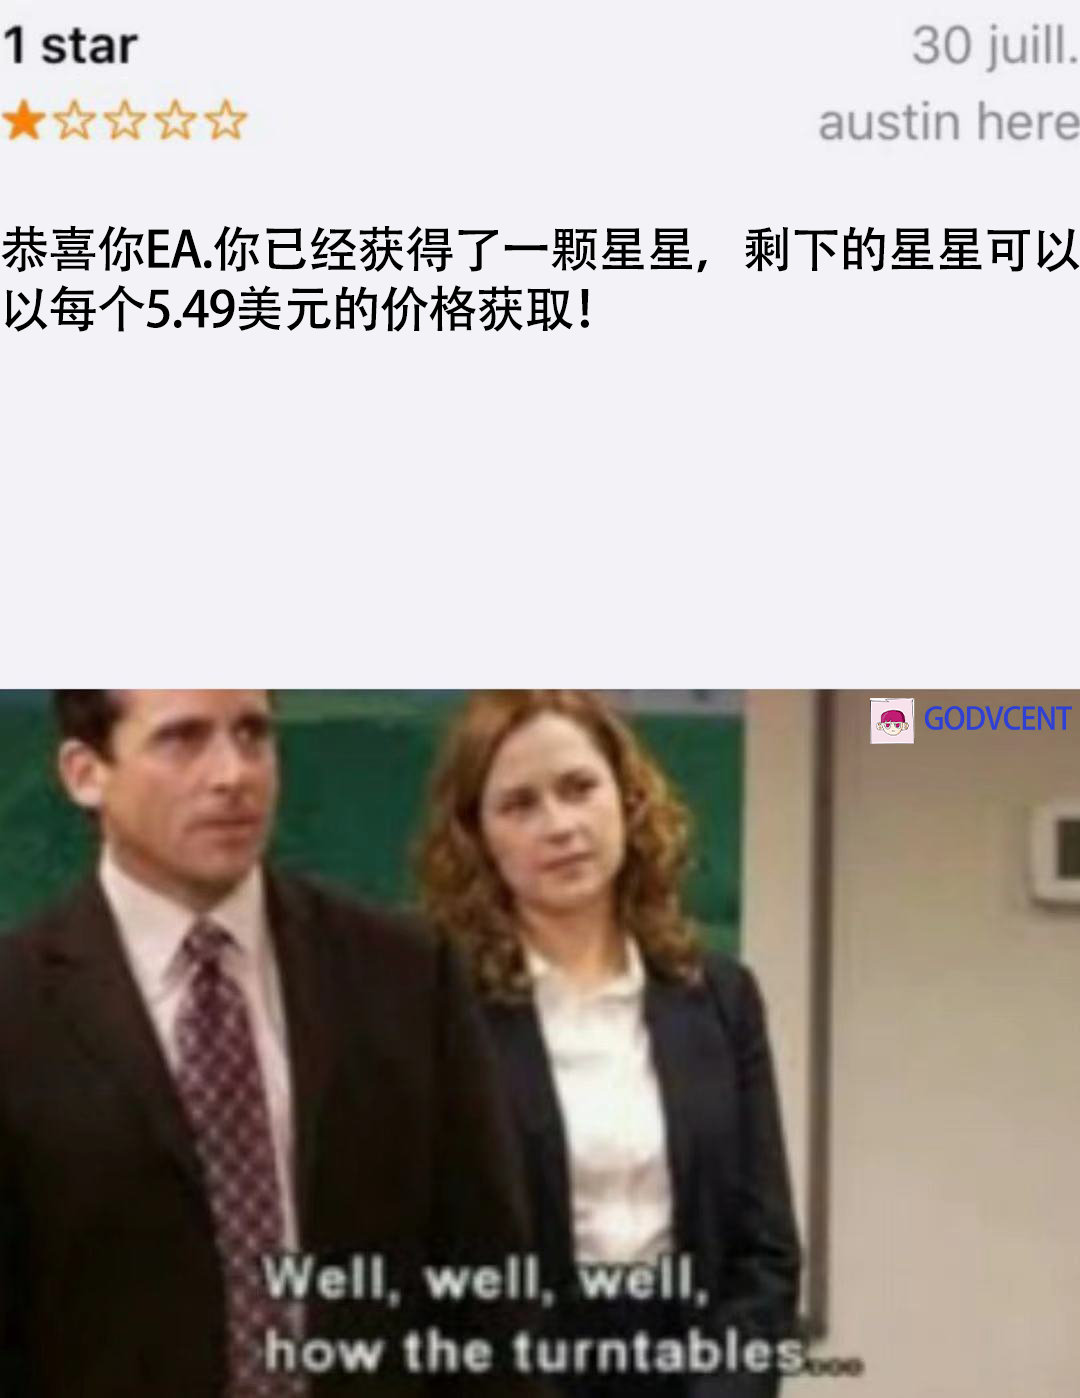 1 star
30 juill.
austin here
恭喜你EA.你已经获得了一颗星星，剩下的星星可以
以每个5.49美元的价格获取！
GODVCENT
Well, well, well,
how the turntables...